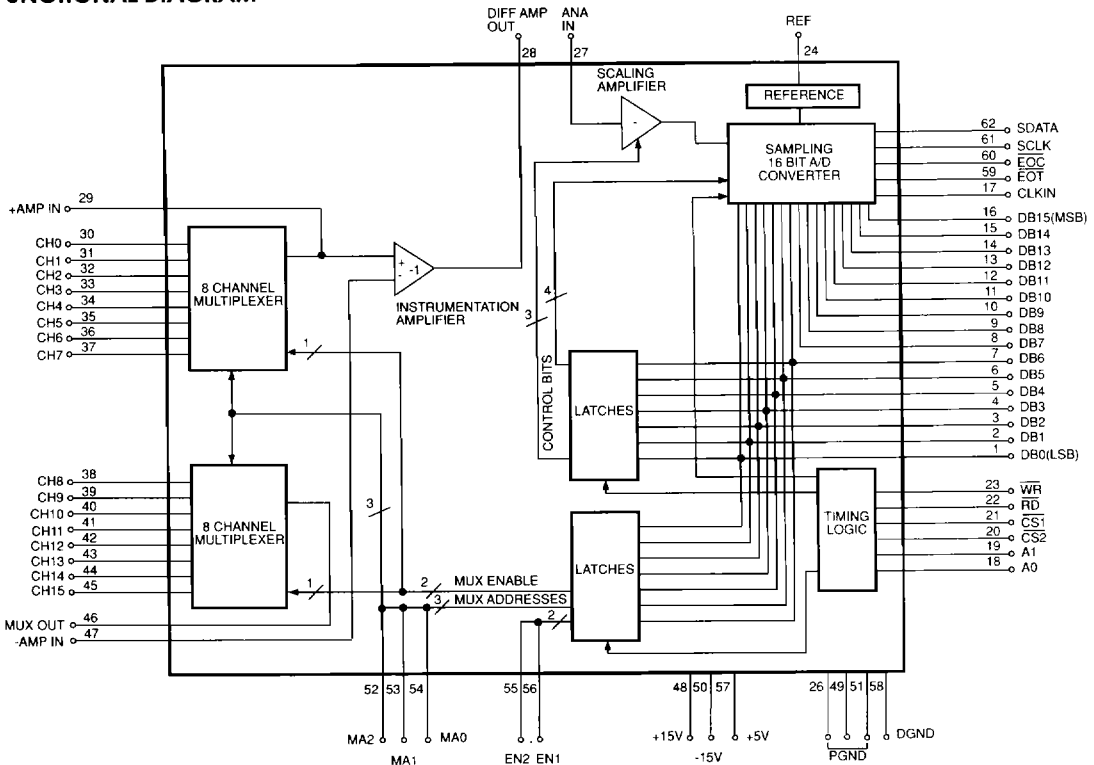 DIFF AMP OUT
ANA IN
REF
28
27
24
SCALING AMPLIFIER
REFERENCE
SAMPLING 16 BIT A/D CONVERTER
62 SDATA
61 SCLK
60 EOC
59 EOT
17 CLKIN
16 DB15(MSB)
15 DB14
14 DB13
13 DB12
12 DB11
11 DB10
10 DB9
9 DB8
8 DB7
7 DB6
6 DB5
5 DB4
4 DB3
3 DB2
2 DB1
1 DB0(LSB)
23 WR
22 RD
21 CS1
20 CS2
19 A1
18 A0
+AMP IN 29
CH0 30
CH1 31
CH2 32
CH3 33
CH4 34
CH5 35
CH6 36
CH7 37
8 CHANNEL MULTIPLEXER
+
- -1
INSTRUMENTATION AMPLIFIER
-
1
4
3
CONTROL BITS
LATCHES
CH8 38
CH9 39
CH10 40
CH11 41
CH12 42
CH13 43
CH14 44
CH15 45
8 CHANNEL MULTIPLEXER
3
1
2 MUX ENABLE
3 MUX ADDRESSES
2
LATCHES
TIMING LOGIC
MUX OUT 46
-AMP IN 47
52 53 54
55 56
48 50 57
26 49 51 58
MA2
MA1
MA0
EN2 EN1
+15V
-15V
+5V
PGND
DGND